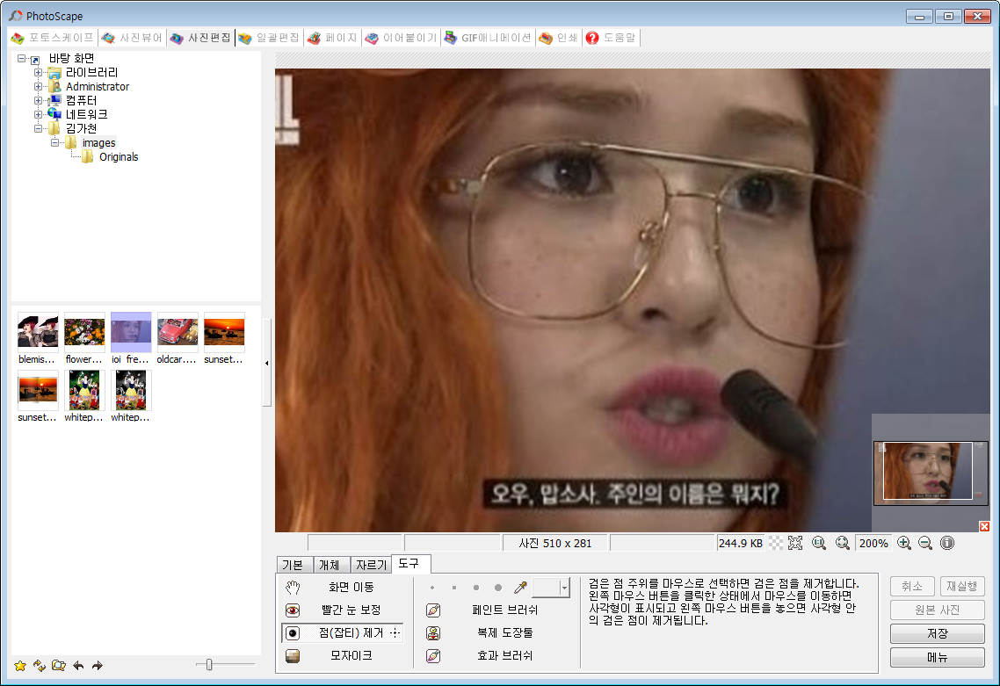 PhotoScape
포토스케이프 사진뷰어 사진편집 일괄편집 페이지 이어붙이기 GIF애니메이션 인쇄 도움말
바탕 화면
라이브러리
Administrator
컴퓨터
네트워크
김가천
images
Originals
blemis... flower... ioi_fre... oldcar.... sunset...
sunset... whitep... whitep...
오우, 맙소사. 주인의 이름은 뭐지?
사진 510 x 281 244.9 KB 200%
기본 개체 자르기 도구
화면 이동
빨간 눈 보정
점(잡티) 제거
모자이크
페인트 브러쉬
복제 도장툴
효과 브러쉬
검은 점 주위를 마우스로 선택하면 검은 점을 제거합니다.
왼쪽 마우스 버튼을 클릭한 상태에서 마우스를 이동하면
사각형이 표시되고 왼쪽 마우스 버튼을 놓으면 사각형 안
의 검은 점이 제거됩니다.
취소 재실행
원본 사진
저장
메뉴